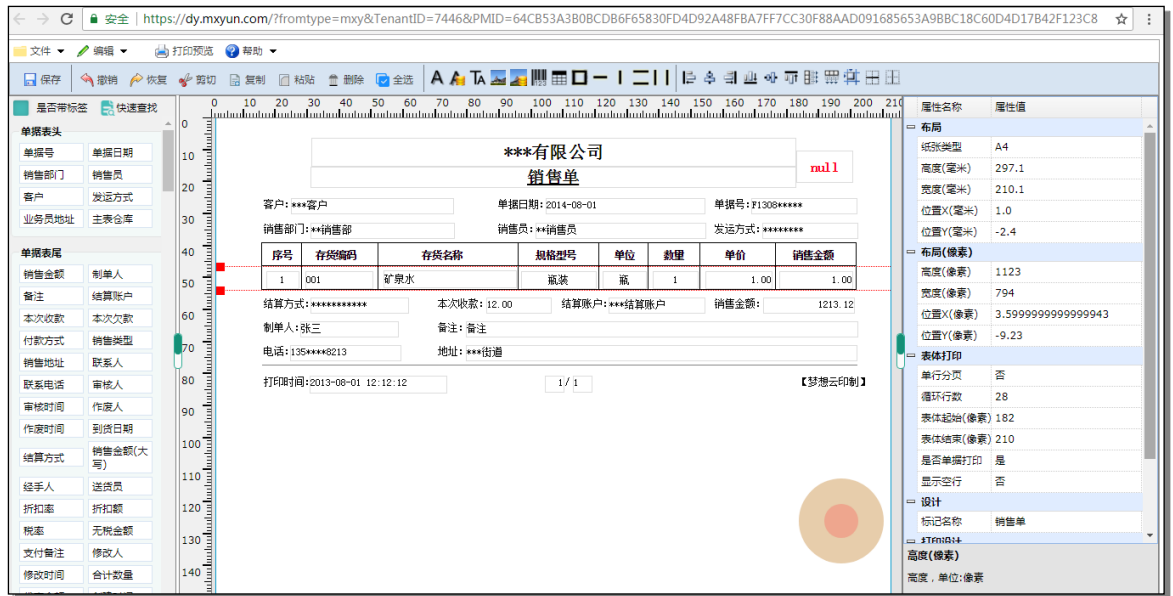 安全 https://dy.mxyun.com/?fromtype=mxy&TenantID=7446&PMID=64CB53A3B0BCDB6F65830FD4D92A48FBA7FF7CC30F88AAD091685653A9BBC18C60D4D17B42F123C8
文件 编辑 打印预览 帮助
保存 撤销 恢复 剪切 复制 粘贴 删除 全选
是否带标签 快速查找
单据表头
单据号 单据日期
销售部门 销售员
客户 发运方式
业务员地址 主表仓库
单据表尾
销售金额 制单人
备注 结算账户
本次收款 本次欠款
付款方式 销售类型
销售地址 联系人
联系电话 审核人
审核时间 作废人
作废时间 到货日期
结算方式 销售金额(大写)
经手人 送货员
折扣率 折扣额
税率 无税金额
支付备注 修改人
修改时间 合计数量
0 10 20 30 40 50 60 70 80 90 100 110 120 130 140 150 160 170 180 190 200 210
0
10
20
30
40
50
60
70
80
90
100
110
120
130
140
***有限公司
销售单
null
客户:***客户 单据日期:2014-08-01 单据号:F1308*****
销售部门:**销售部 销售员:**销售员 发运方式:********
序号 存货编码 存货名称 规格型号 单位 数量 单价 销售金额
1 001 矿泉水 瓶装 瓶 1 1.00 1.00
结算方式:*********** 本次收款:12.00 结算账户:***结算账户 销售金额: 1213.12
制单人:张三 备注:备注
电话:135****8213 地址:***街道
打印时间:2013-08-01 12:12:12 1/1 【梦想云印制】
属性名称 属性值
布局
纸张类型 A4
高度(毫米) 297.1
宽度(毫米) 210.1
位置X(毫米) 1.0
位置Y(毫米) -2.4
布局(像素)
高度(像素) 1123
宽度(像素) 794
位置X(像素) 3.5999999999999943
位置Y(像素) -9.23
表体打印
单行分页 否
循环行数 28
表体起始(像素) 182
表体结束(像素) 210
是否单据打印 是
显示空行 否
设计
标记名称 销售单
打印设计
高度(像素)
高度，单位:像素